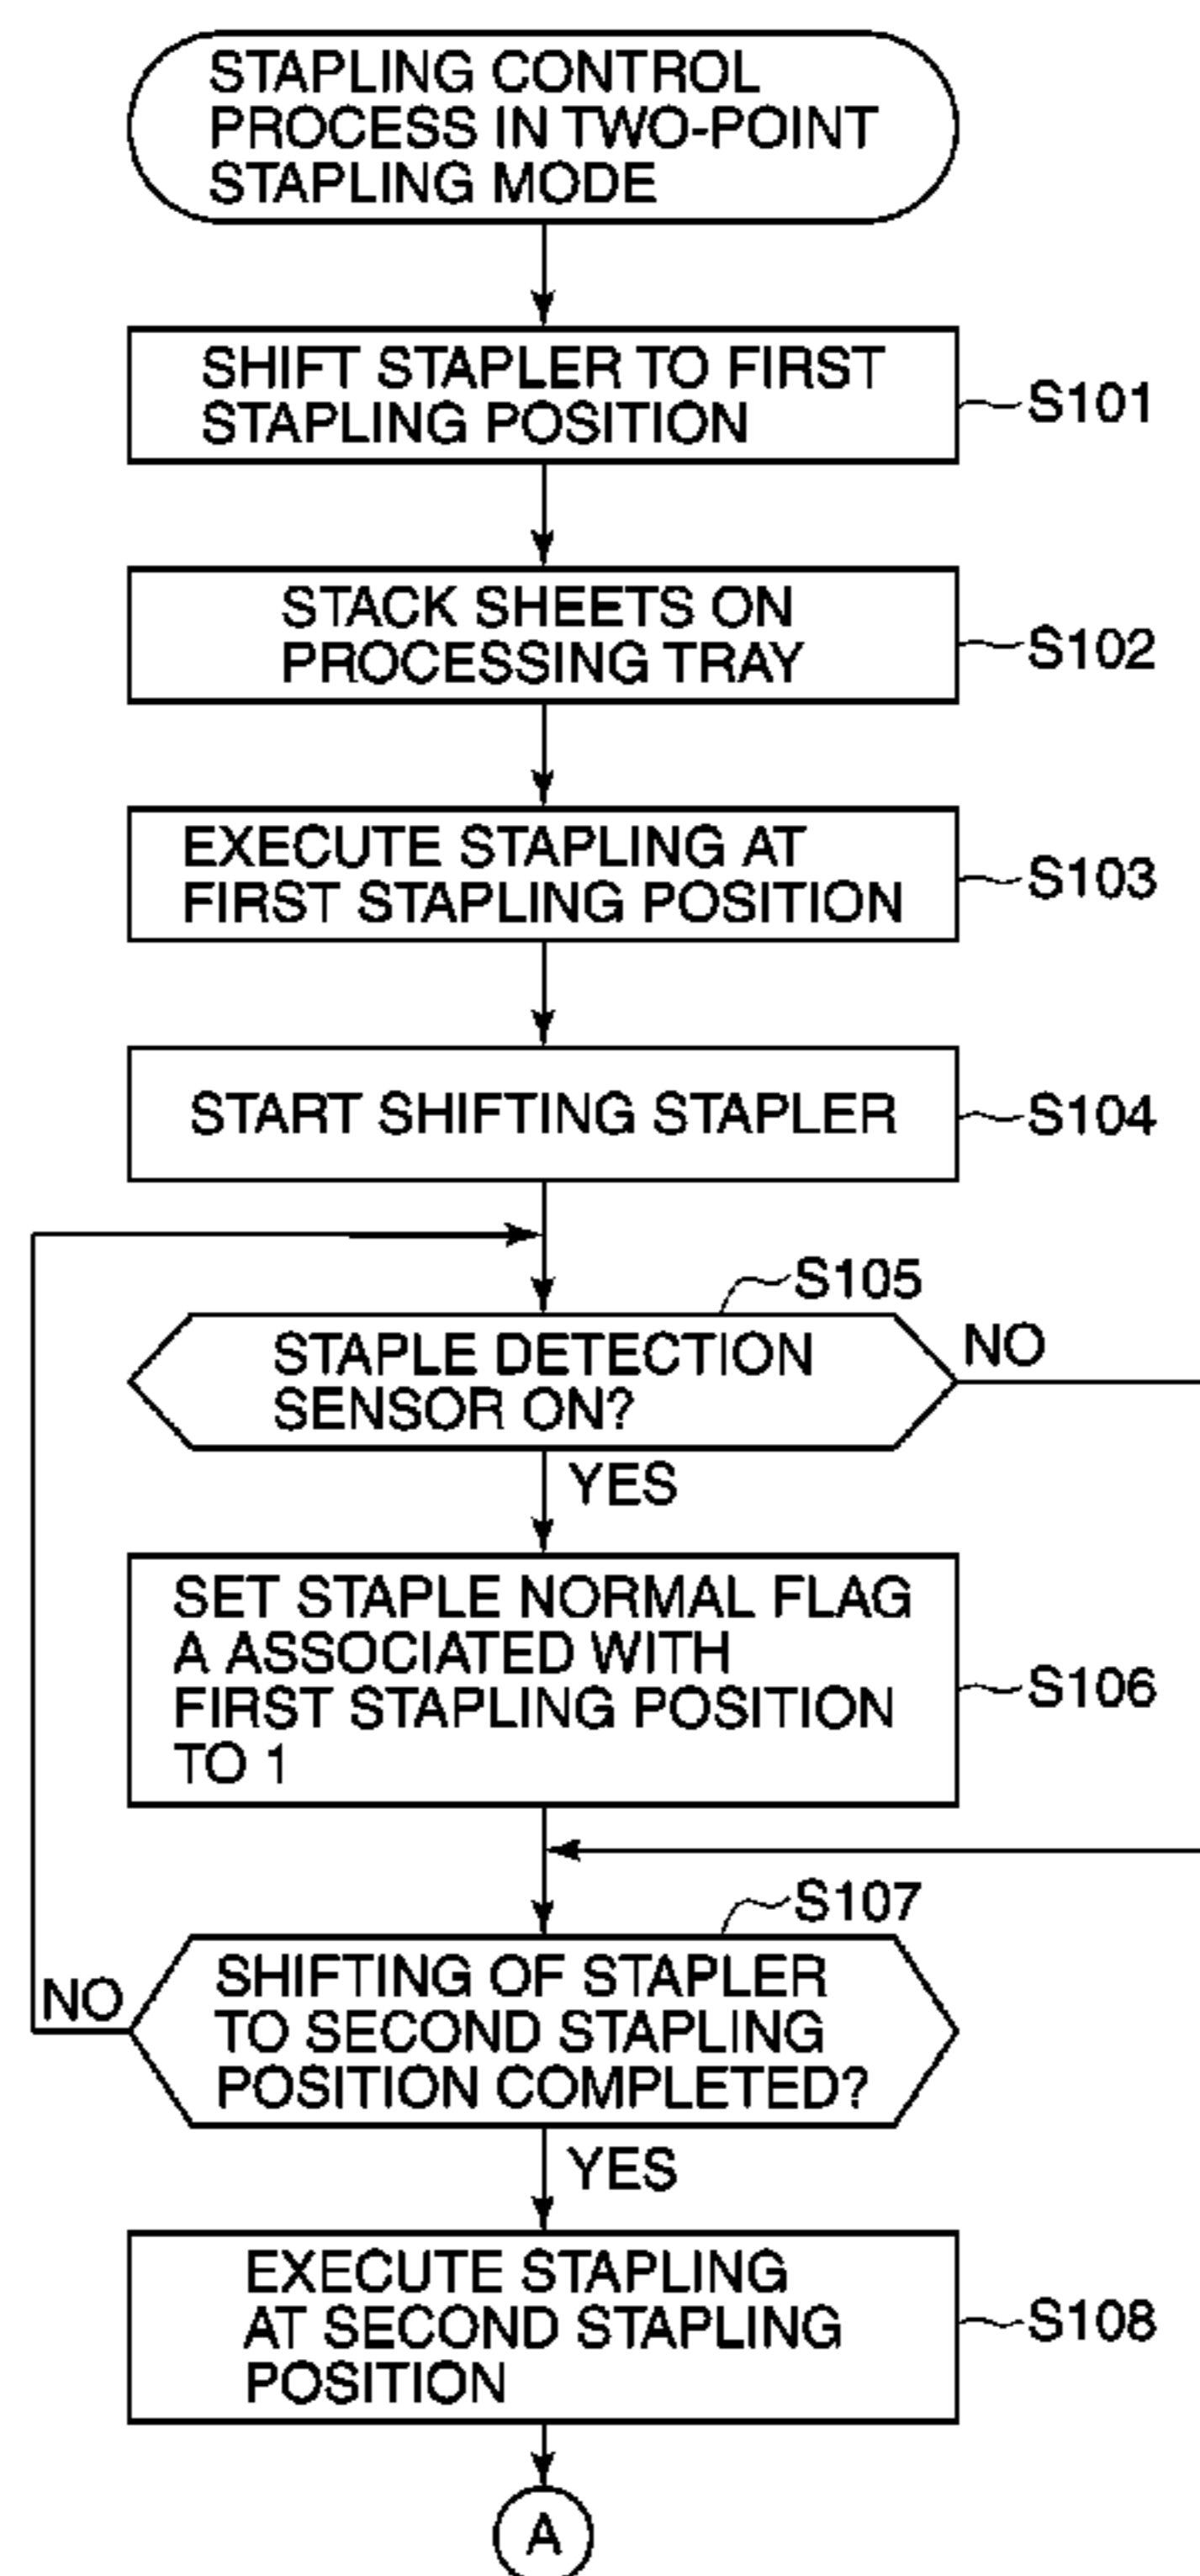 STAPLING CONTROL
PROCESS IN TWO-POINT
STAPLING MODE
SHIFT STAPLER TO FIRST
STAPLING POSITION
S101
STACK SHEETS ON
PROCESSING TRAY
S102
EXECUTE STAPLING AT
FIRST STAPLING POSITION
S103
START SHIFTING STAPLER
S104
S105
STAPLE DETECTION
SENSOR ON?
NO
YES
SET STAPLE NORMAL FLAG
A ASSOCIATED WITH
FIRST STAPLING POSITION
TO 1
S106
S107
SHIFTING OF STAPLER
TO SECOND STAPLING
POSITION COMPLETED?
NO
YES
EXECUTE STAPLING
AT SECOND STAPLING
POSITION
S108
A